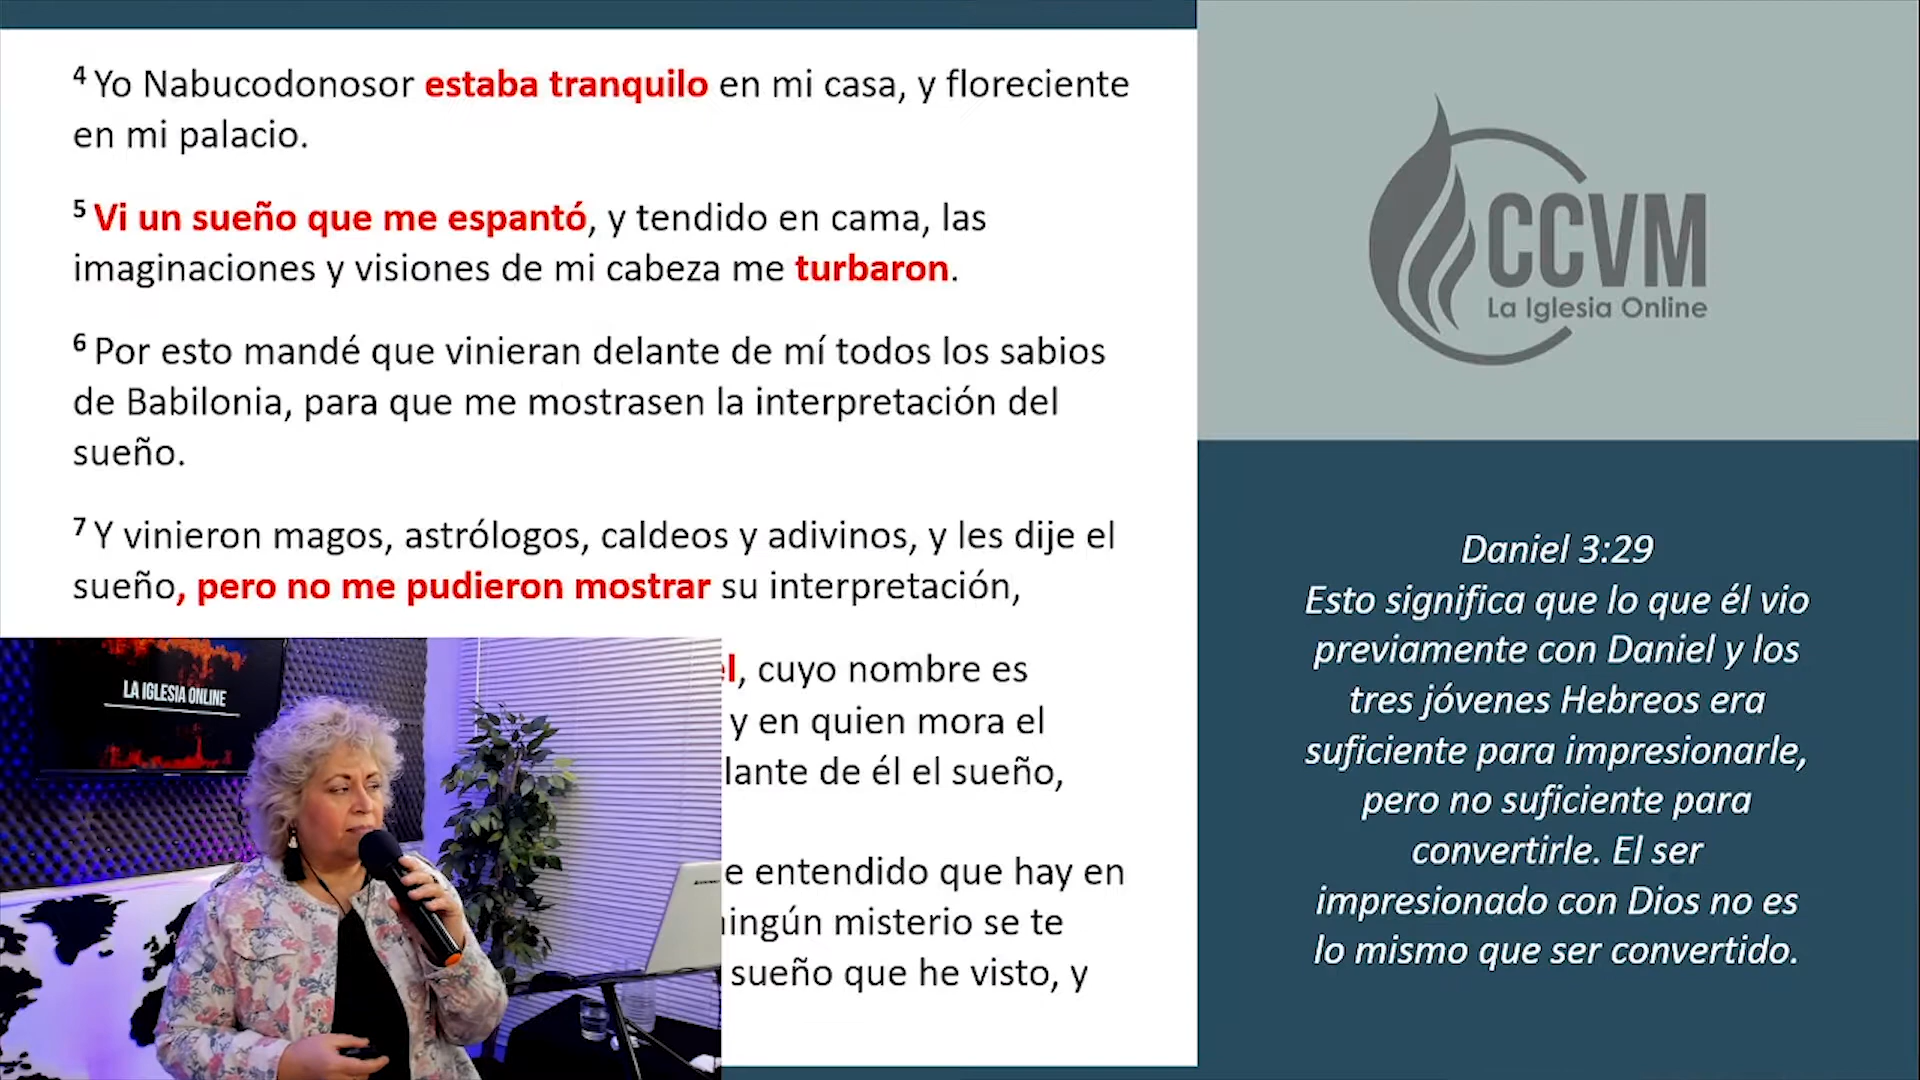 4 Yo Nabucodonosor estaba tranquilo en mi casa, y floreciente
en mi palacio.
5 Vi un sueño que me espantó, y tendido en cama, las
imaginaciones y visiones de mi cabeza me turbaron.
6 Por esto mandé que vinieran delante de mí todos los sabios
de Babilonia, para que me mostrasen la interpretación del
sueño.
7 Y vinieron magos, astrólogos, caldeos y adivinos, y les dije el
sueño, pero no me pudieron mostrar su interpretación,
, cuyo nombre es
y en quien mora el
de él el sueño,
entendido que hay en
misterio se te
sueño que he visto, y
LA IGLESIA ONLINE
CCVM
La Iglesia Online
Daniel 3:29
Esto significa que lo que él vio
previamente con Daniel y los
tres jóvenes Hebreos era
suficiente para impresionarle,
pero no suficiente para
convertirle. El ser
impresionado con Dios no es
lo mismo que ser convertido.